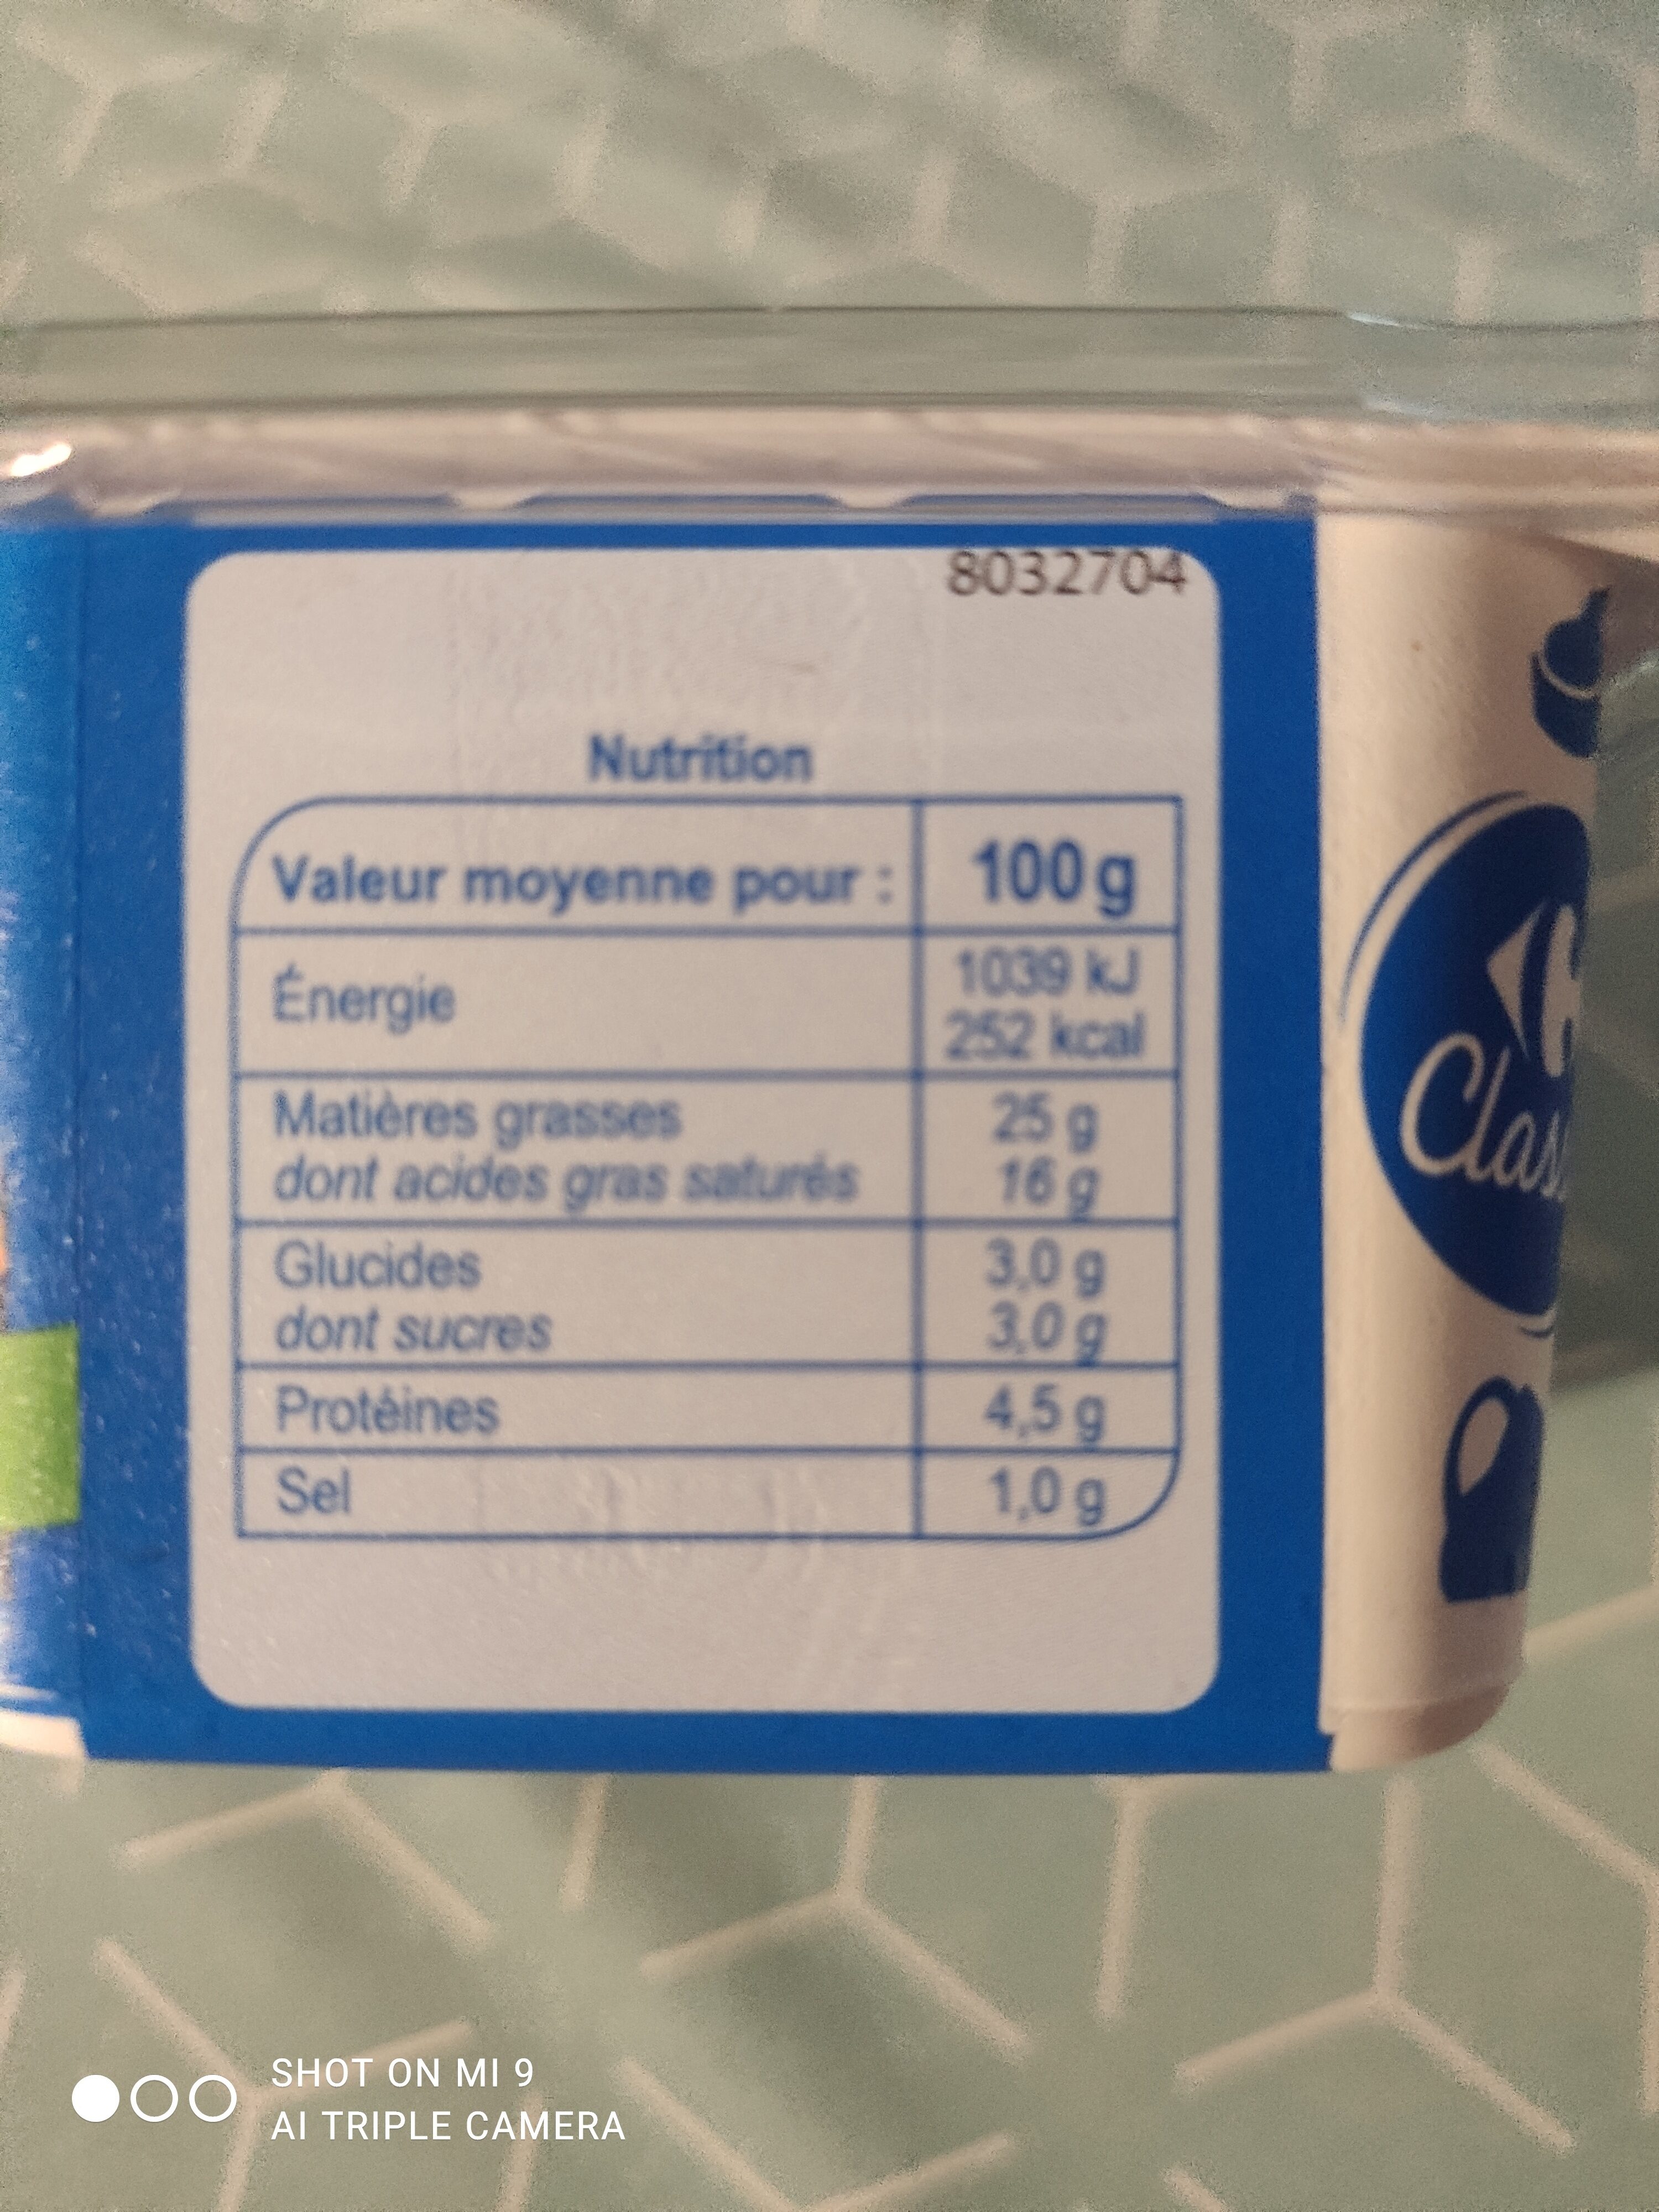 8032704
Nutrition
Valeur moyenne pour : 100 g
Énergie 1039 kJ
252 kcal
Matières grasses 25 g
dont acides gras saturés 16 g
Glucides 3,0 g
dont sucres 3,0 g
Protéines 4,5 g
Sel 1,0 g
SHOT ON MI 9
AI TRIPLE CAMERA